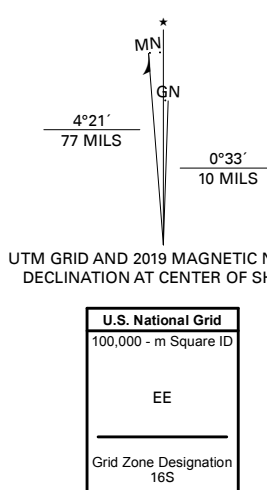 ★
MN
GN
4°21´
77 MILS
0°33´
10 MILS
UTM GRID AND 2019 MAGNETIC
DECLINATION AT CENTER OF
U.S. National Grid
100,000 - m Square ID
EE
Grid Zone Designation
16S